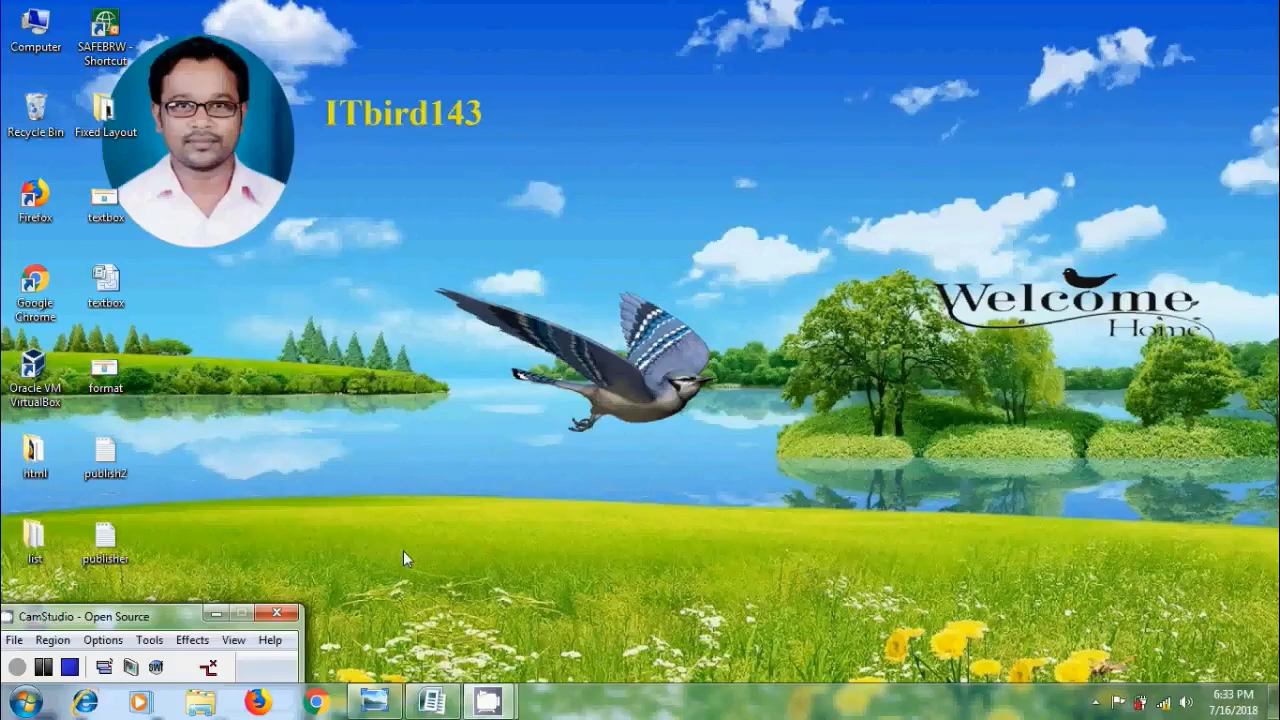 Computer
SAFEBRW -
Shortcut
Recycle Bin
Fixed Layout
ITbird143
Firefox
textbox
Google
Chrome
textbox
Welcome
Home
Oracle VM
VirtualBox
format
html
publish2
list
publisher
CamStudio - Open Source
File Region Options Tools Effects View Help
6:33 PM
7/16/2018